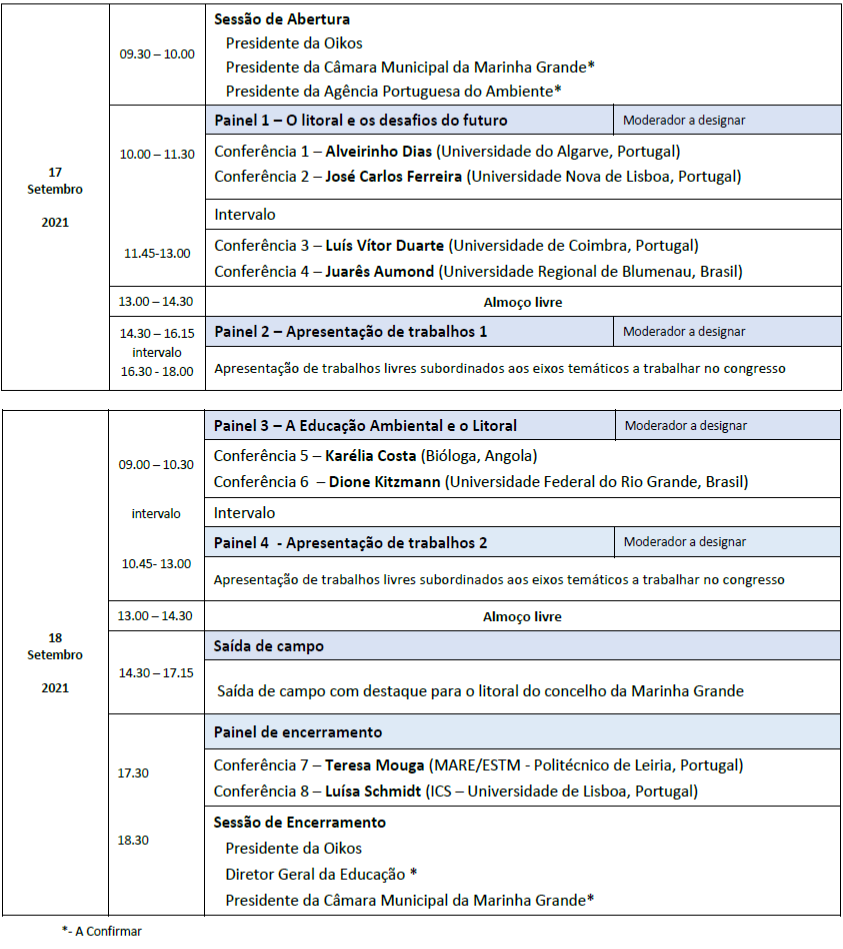 17
Setembro
2021
09.30 – 10.00
Sessão de Abertura
Presidente da Oikos
Presidente da Câmara Municipal da Marinha Grande*
Presidente da Agência Portuguesa do Ambiente*
10.00 – 11.30
Painel 1 – O litoral e os desafios do futuro
Moderador a designar
Conferência 1 – Alveirinho Dias (Universidade do Algarve, Portugal)
Conferência 2 – José Carlos Ferreira (Universidade Nova de Lisboa, Portugal)
Intervalo
11.45-13.00
Conferência 3 – Luís Vítor Duarte (Universidade de Coimbra, Portugal)
Conferência 4 – Juarês Aumond (Universidade Regional de Blumenau, Brasil)
13.00 – 14.30
Almoço livre
14.30 – 16.15
intervalo
16.30 - 18.00
Painel 2 – Apresentação de trabalhos 1
Moderador a designar
Apresentação de trabalhos livres subordinados aos eixos temáticos a trabalhar no congresso
18
Setembro
2021
09.00 – 10.30
Painel 3 – A Educação Ambiental e o Litoral
Moderador a designar
Conferência 5 – Karélia Costa (Bióloga, Angola)
Conferência 6 – Dione Kitzmann (Universidade Federal do Rio Grande, Brasil)
intervalo
Intervalo
10.45- 13.00
Painel 4 - Apresentação de trabalhos 2
Moderador a designar
Apresentação de trabalhos livres subordinados aos eixos temáticos a trabalhar no congresso
13.00 – 14.30
Almoço livre
14.30 – 17.15
Saída de campo
Saída de campo com destaque para o litoral do concelho da Marinha Grande
17.30
Painel de encerramento
Conferência 7 – Teresa Mouga (MARE/ESTM - Politécnico de Leiria, Portugal)
Conferência 8 – Luísa Schmidt (ICS – Universidade de Lisboa, Portugal)
18.30
Sessão de Encerramento
Presidente da Oikos
Diretor Geral da Educação *
Presidente da Câmara Municipal da Marinha Grande*
*- A Confirmar